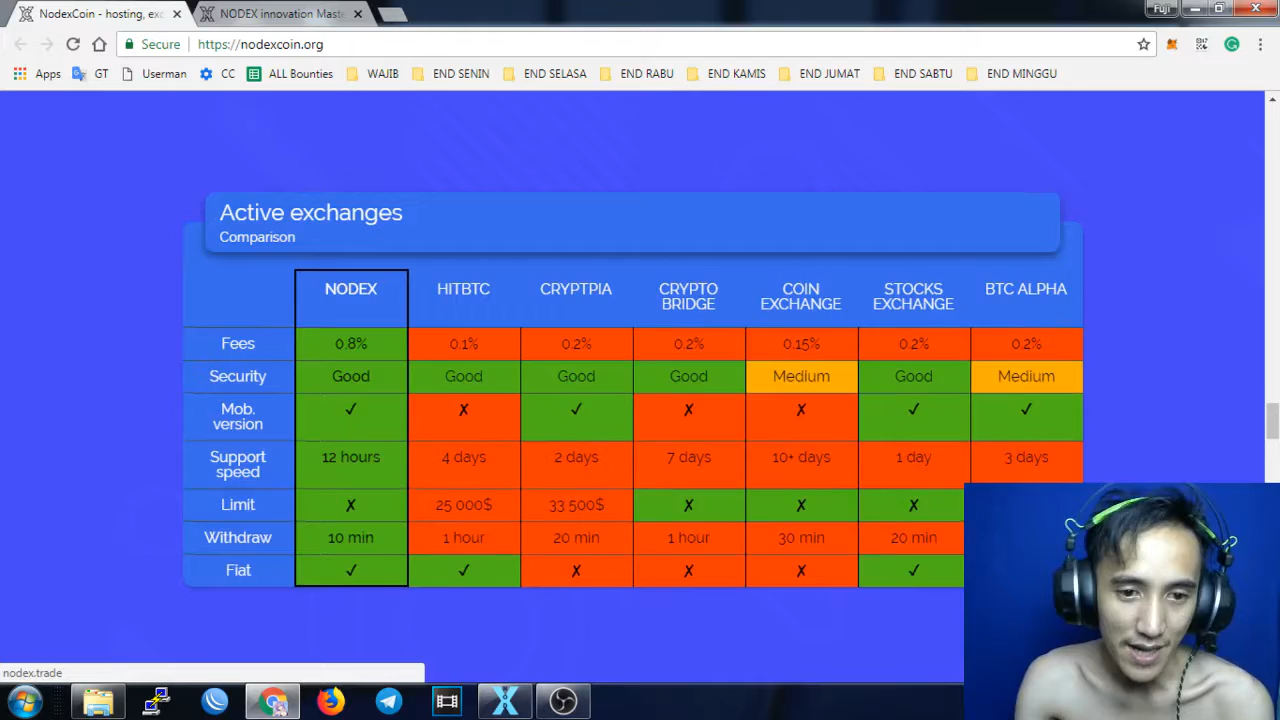 NodexCoin - hosting, exc
NODEX innovation Maste
Fuji
Secure
https://nodexcoin.org
Apps
GT
Userman
CC
ALL Bounties
WAJIB
END SENIN
END SELASA
END RABU
END KAMIS
END JUMAT
END SABTU
END MINGGU
Active exchanges
Comparison
NODEX HITBTC CRYPTPIA CRYPTO BRIDGE COIN EXCHANGE STOCKS EXCHANGE BTC ALPHA
Fees 0.8% 0.1% 0.2% 0.2% 0.15% 0.2% 0.2%
Security Good Good Good Good Medium Good Medium
Mob. version ✓ ✗ ✓ ✗ ✗ ✓ ✓
Support speed 12 hours 4 days 2 days 7 days 10+ days 1 day 3 days
Limit ✗ 25 000$ 33 500$ ✗ ✗ ✗
Withdraw 10 min 1 hour 20 min 1 hour 30 min 20 min
Fiat ✓ ✓ ✗ ✗ ✗ ✓
nodex.trade